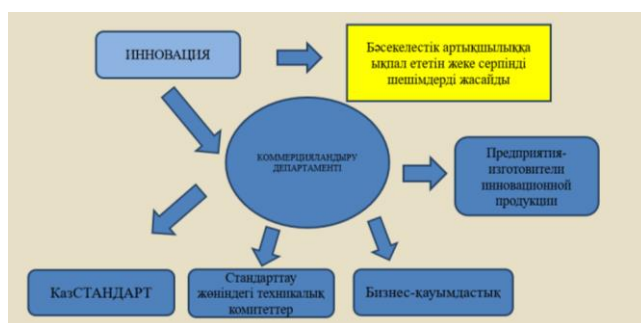 ИННОВАЦИЯ
Бәсекелестік артықшылыққа
ықпал ететін жеке серпінді
шешімдерді жасайды
КОММЕРЦИЯЛАНДЫРУ
ДЕПАРТАМЕНТІ
Предприятия-
изготовители
инновационной
продукции
КазСТАНДАРТ
Стандарттау
жөніндегі техникалық
комитеттер
Бизнес-қауымдастық